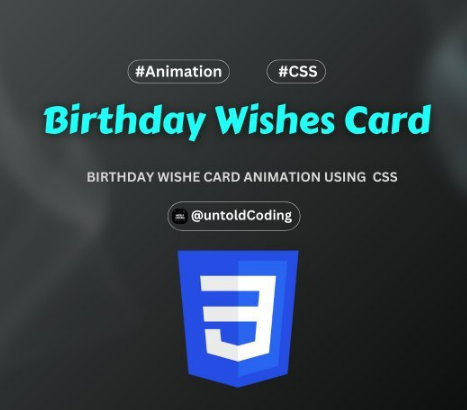 #Animation #CSS
Birthday Wishes Card
BIRTHDAY WISHE CARD ANIMATION USING CSS
@untoldCoding